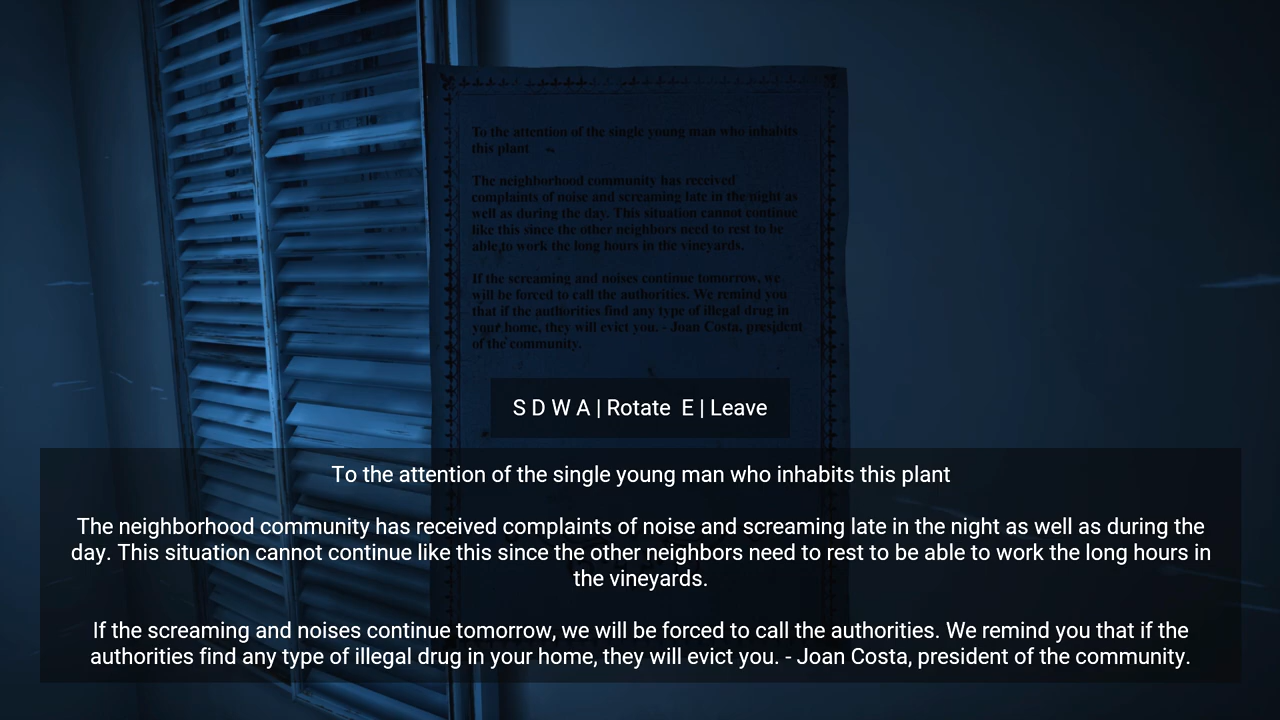 To the attention of the single young man who inhabits
this plant
The neighborhood community has received
complaints of noise and screaming late in the night as
well as during the day. This situation cannot continue
like this since the other neighbors need to rest to be
able to work the long hours in the vineyards.
If the screaming and noises continue tomorrow, we
will be forced to call the authorities. We remind you
that if the authorities find any type of illegal drug in
your home, they will evict you. - Joan Costa, president
of the community.
S D W A | Rotate E | Leave
To the attention of the single young man who inhabits this plant
The neighborhood community has received complaints of noise and screaming late in the night as well as during the
day. This situation cannot continue like this since the other neighbors need to rest to be able to work the long hours in
the vineyards.
If the screaming and noises continue tomorrow, we will be forced to call the authorities. We remind you that if the
authorities find any type of illegal drug in your home, they will evict you. - Joan Costa, president of the community.